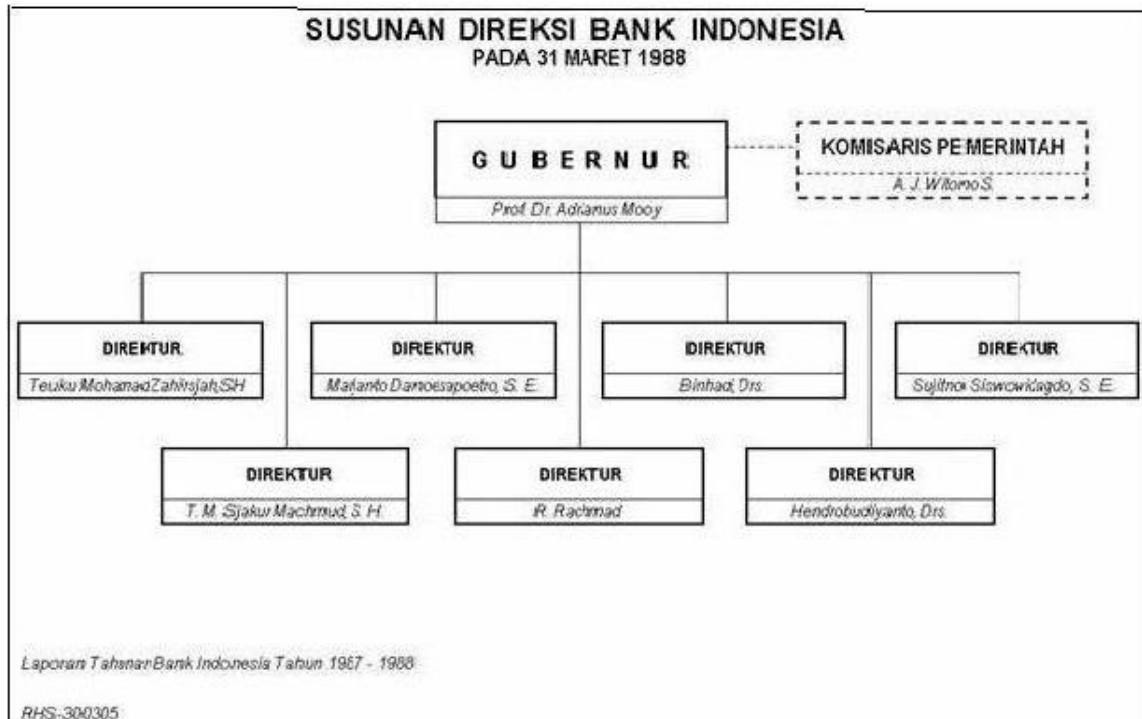 SUSUNAN DIREKSI BANK INDONESIA
PADA 31 MARET 1988
GUBERNUR
Prof. Dr. Adrianus Mooy
KOMISARIS PEMERINTAH
A. J. Witono S.
DIREKTUR
Teuku Mohamad Zahirsjah, SH
DIREKTUR
Marjanto Danoesapoetro, S. E.
DIREKTUR
Binhadi, Drs.
DIREKTUR
Sujitno Siswowidagdo, S. E.
DIREKTUR
T. M. Sjakur Machmud, S. H.
DIREKTUR
R. Rachmad
DIREKTUR
Hendrobudiyanto, Drs.
Laporan Tahunan Bank Indonesia Tahun 1987 - 1988
RHS-300305